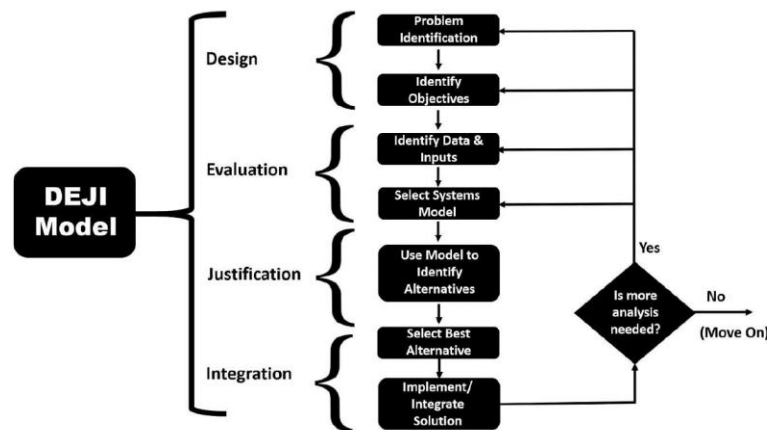 DEJI
Model
Design
Evaluation
Justification
Integration
Problem
Identification
Identify
Objectives
Identify Data &
Inputs
Select Systems
Model
Use Model to
Identify
Alternatives
Select Best
Alternative
Implement/
Integrate
Solution
Yes
Is more
analysis
needed?
No
(Move On)